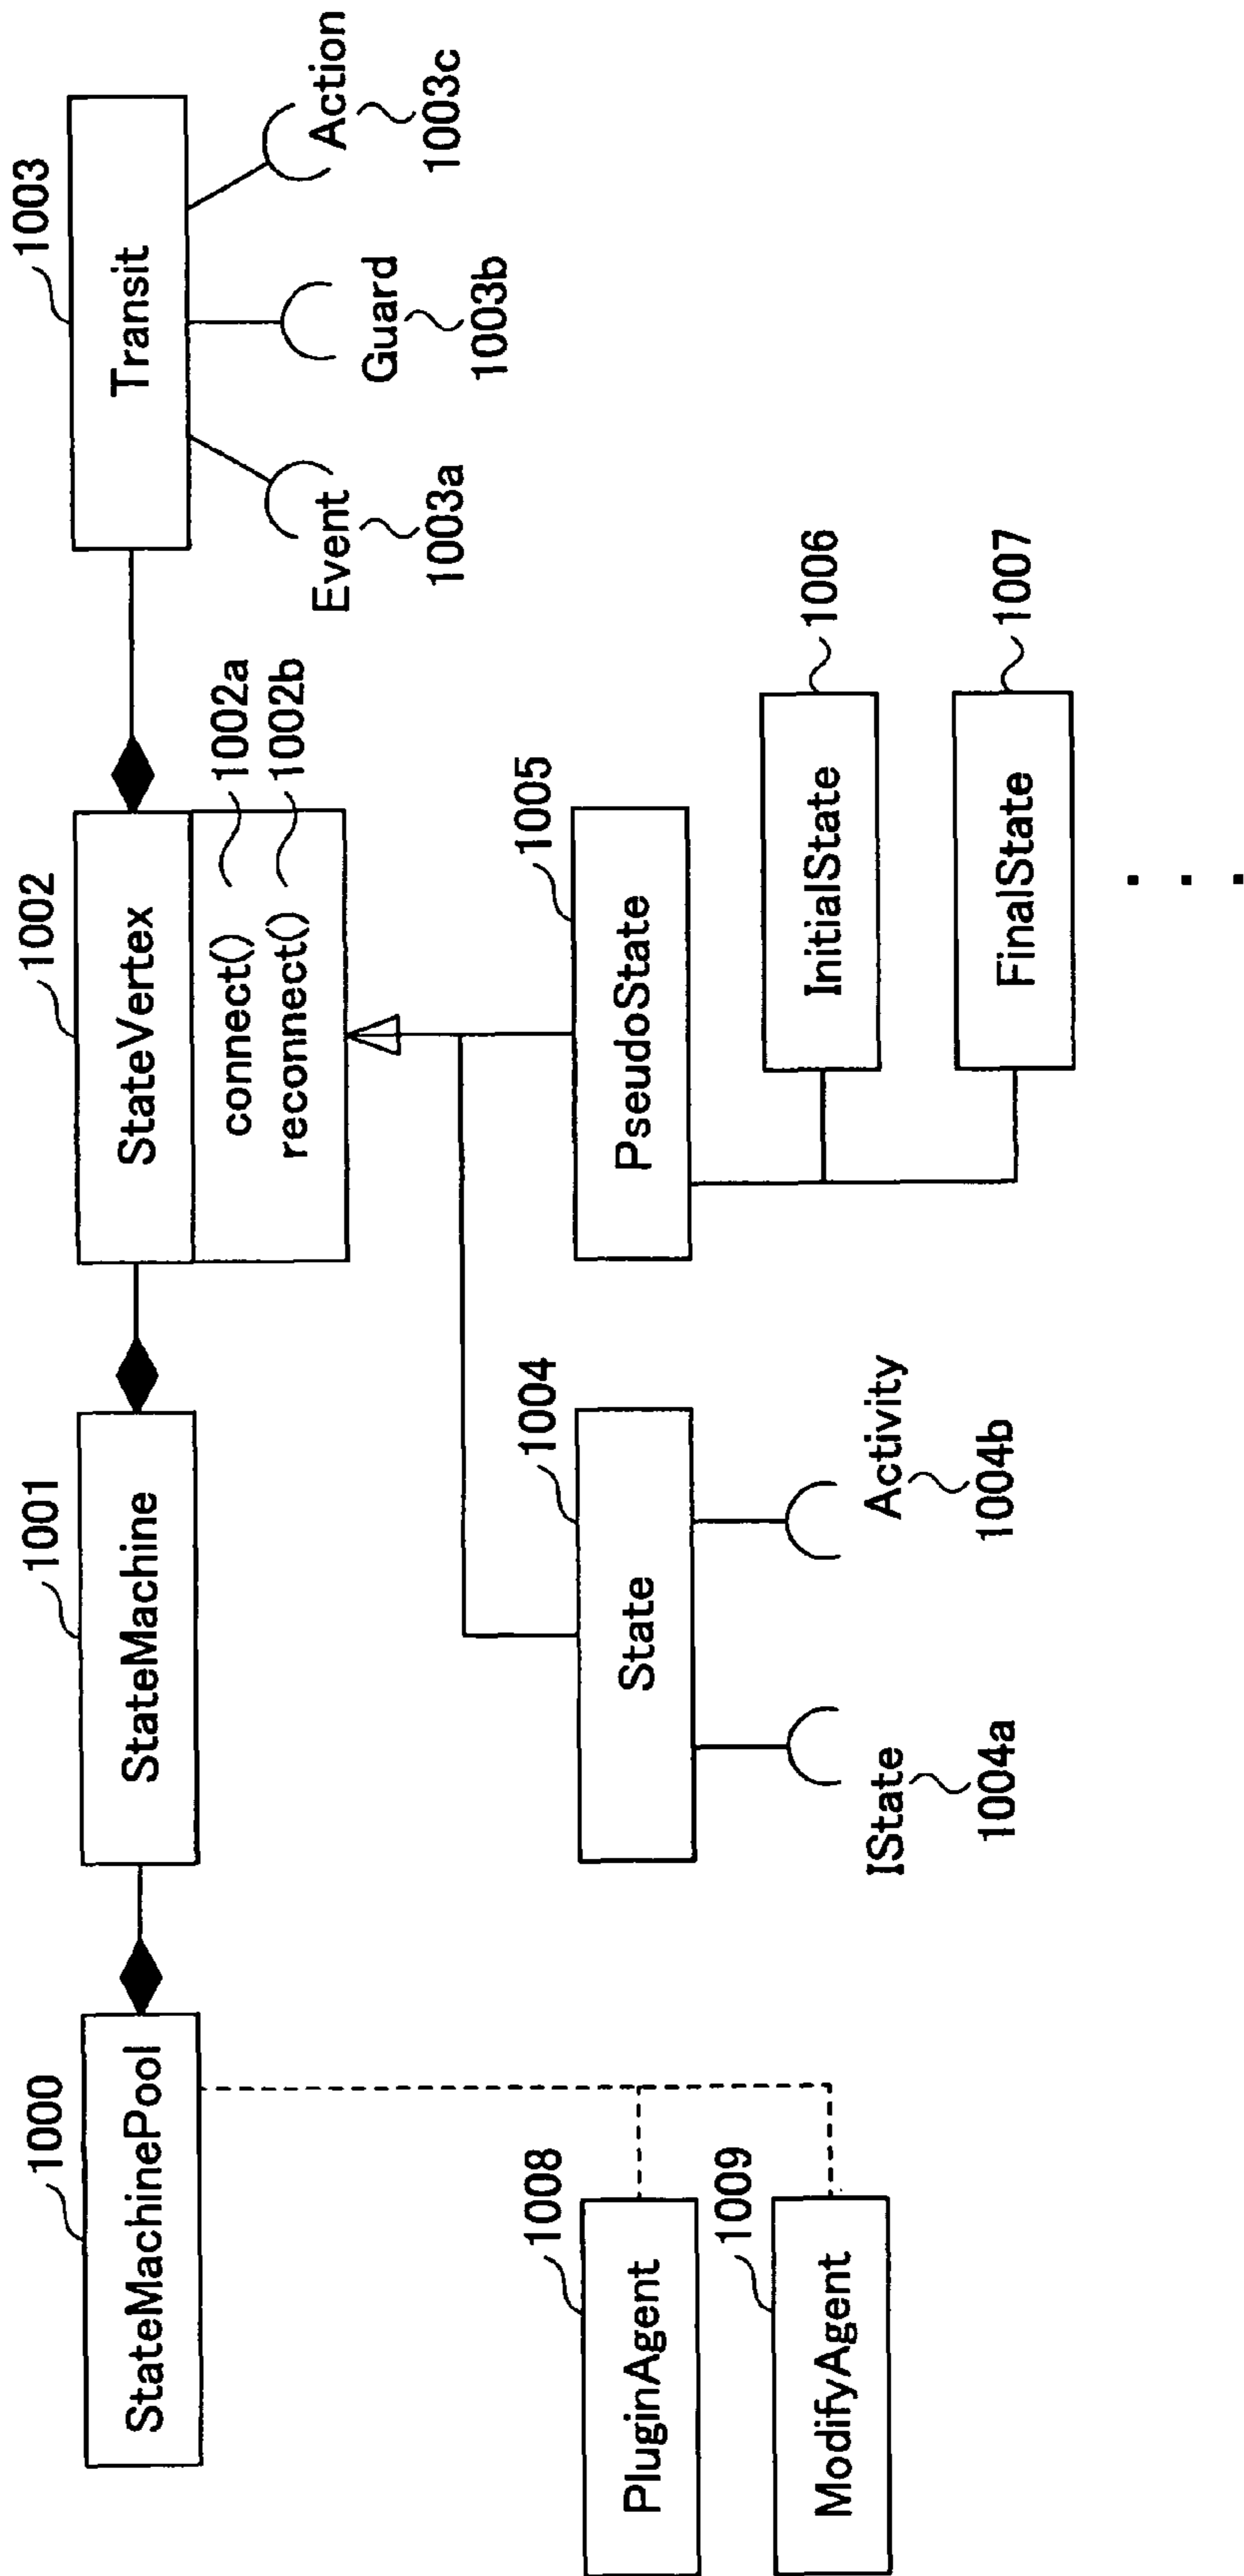 1000
StateMachinePool
1001
StateMachine
1002
StateVertex
connect()
1002a
reconnect()
1002b
1003
Transit
Event
1003a
Guard
1003b
Action
1003c
1004
State
IState
1004a
Activity
1004b
1005
PseudoState
InitialState
1006
FinalState
1007
1008
PluginAgent
1009
ModifyAgent